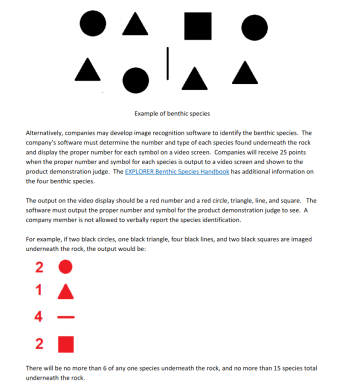 Example of benthic species
Alternatively, companies may develop image recognition software to identify the benthic species. The
company's software must determine the number and type of each species found underneath the rock
and display the proper number for each symbol on a video screen. Companies will receive 25 points
when the proper number and symbol for each species is output to a video screen and shown to the
product demonstration judge. The EXPLORER Benthic Species Handbook has additional information on
the four benthic species.
The output on the video display should be a red number and a red circle, triangle, line, and square. The
software must output the proper number and symbol for the product demonstration judge to see. A
company member is not allowed to verbally report the species identification.
For example, if two black circles, one black triangle, four black lines, and two black squares are imaged
underneath the rock, the output would be:
2
1
4
2
There will be no more than 6 of any one species underneath the rock, and no more than 15 species total
underneath the rock.